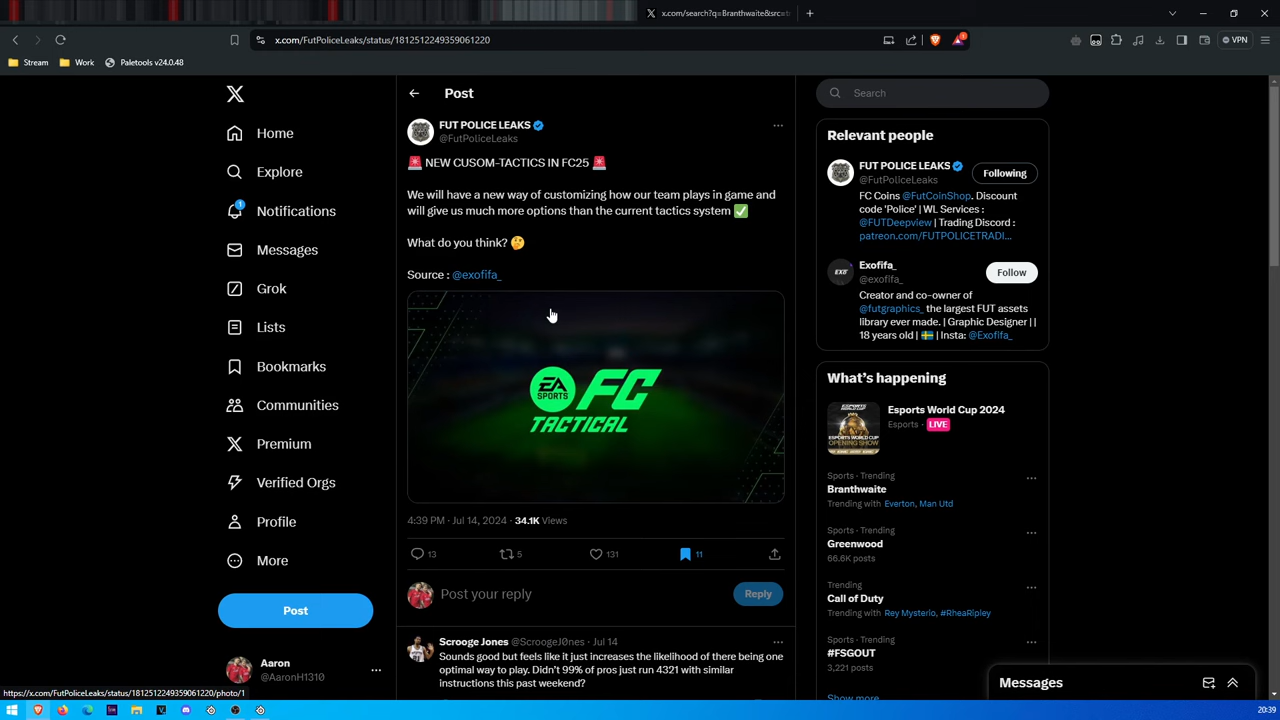 x.com/search?q=Branthwaite&src=t
x.com/FutPoliceLeaks/status/1812512249359061220
1
VPN
Stream
Work
Paletools v24.0.48
Home
Explore
1
Notifications
Messages
Grok
Lists
Bookmarks
Communities
Premium
Verified Orgs
Profile
More
Post
Aaron
@AaronH1310
https://x.com/FutPoliceLeaks/status/1812512249359061220/photo/1
Post
FUT POLICE LEAKS
@FutPoliceLeaks
🚨 NEW CUSOM-TACTICS IN FC25 🚨
We will have a new way of customizing how our team plays in game and
will give us much more options than the current tactics system ✅
What do you think? 🤔
Source : @exofifa_
EA
SPORTS
FC
TACTICAL
4:39 PM · Jul 14, 2024 · 34.1K Views
13
5
131
11
Post your reply
Reply
Scrooge Jones @ScroogeJ0nes · Jul 14
Sounds good but feels like it just increases the likelihood of there being one
optimal way to play. Didn't 99% of pros just run 4321 with similar
instructions this past weekend?
Search
Relevant people
FUT POLICE LEAKS
@FutPoliceLeaks
Following
FC Coins @FutCoinShop. Discount
code 'Police' | WL Services :
@FUTDeepview | Trading Discord :
patreon.com/FUTPOLICETRADI...
EXO
Exofifa_
@exofifa_
Follow
Creator and co-owner of
@futgraphics_ the largest FUT assets
library ever made. | Graphic Designer | |
18 years old | 🇸🇪 | Insta: @Exofifa_
What's happening
ESPORTS WORLD CUP
OPENING SHOW
Esports World Cup 2024
Esports · LIVE
Sports · Trending
Branthwaite
Trending with Everton, Man Utd
Sports · Trending
Greenwood
66.6K posts
Trending
Call of Duty
Trending with Rey Mysterio, #RheaRipley
Sports · Trending
#FSGOUT
3,221 posts
Show more
Messages
20:39